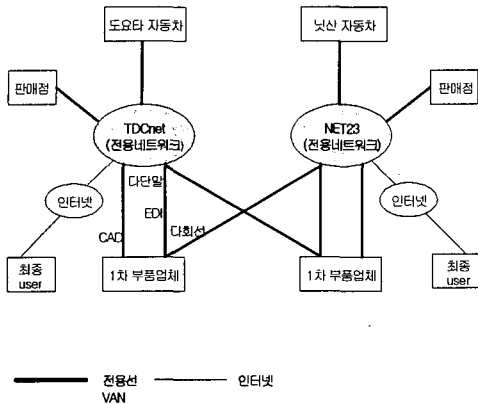 도요타 자동차
닛산 자동차
판매점
판매점
TDCnet
(전용네트워크)
NET23
(전용네트워크)
인터넷
다단말
EDI
다회선
CAD
인터넷
최종
user
1차 부품업체
1차 부품업체
최종
user
전용선
VAN
인터넷